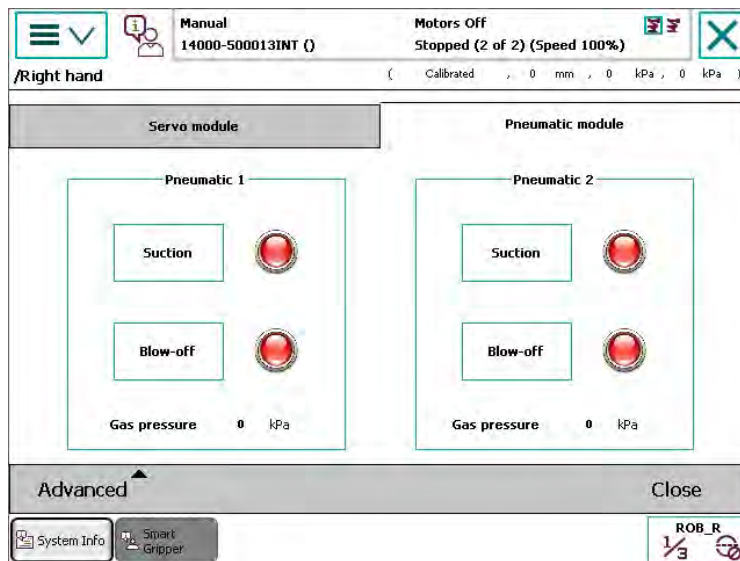 Manual
14000-500013INT ()
Motors Off
Stopped (2 of 2) (Speed 100%)
/Right hand
( Calibrated , 0 mm , 0 kPa , 0 kPa )
Servo module
Pneumatic module
Pneumatic 1
Suction
Blow-off
Gas pressure 0 kPa
Pneumatic 2
Suction
Blow-off
Gas pressure 0 kPa
Advanced
Close
System Info
Smart
Gripper
ROB_R
1/3